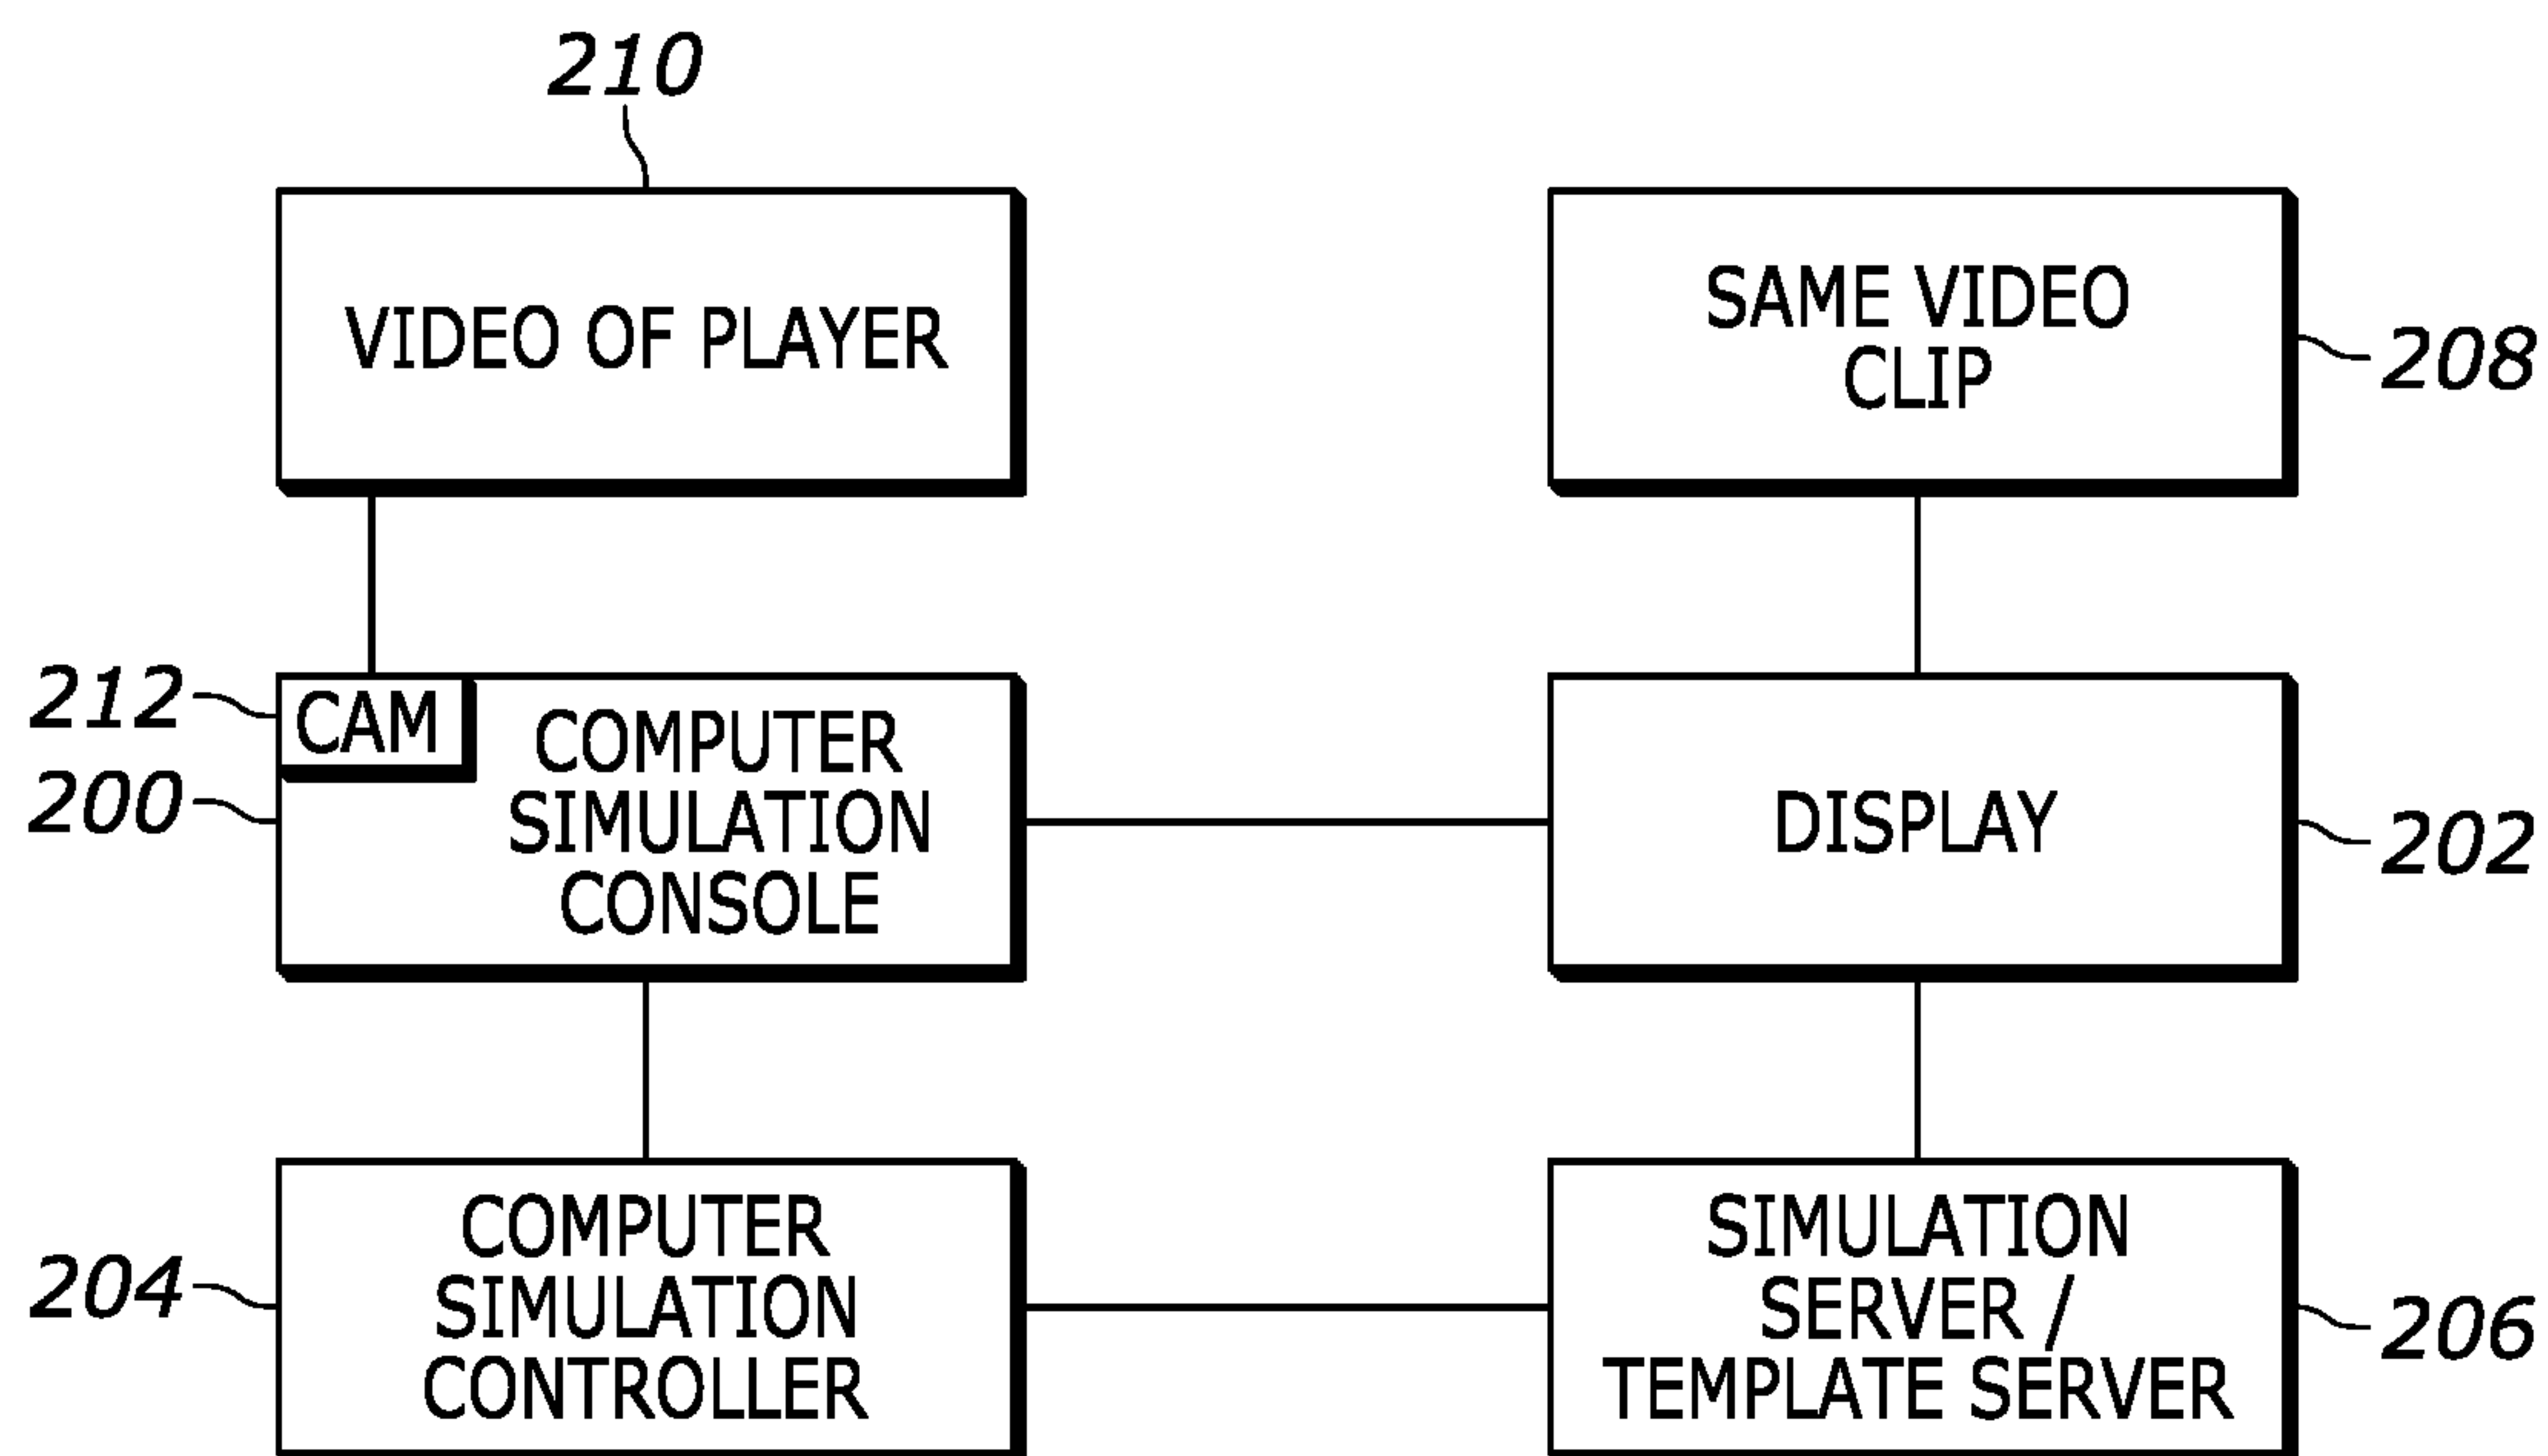 210
VIDEO OF PLAYER
SAME VIDEO
CLIP
208
212
CAM
200
COMPUTER
SIMULATION
CONSOLE
DISPLAY
202
204
COMPUTER
SIMULATION
CONTROLLER
SIMULATION
SERVER /
TEMPLATE SERVER
206